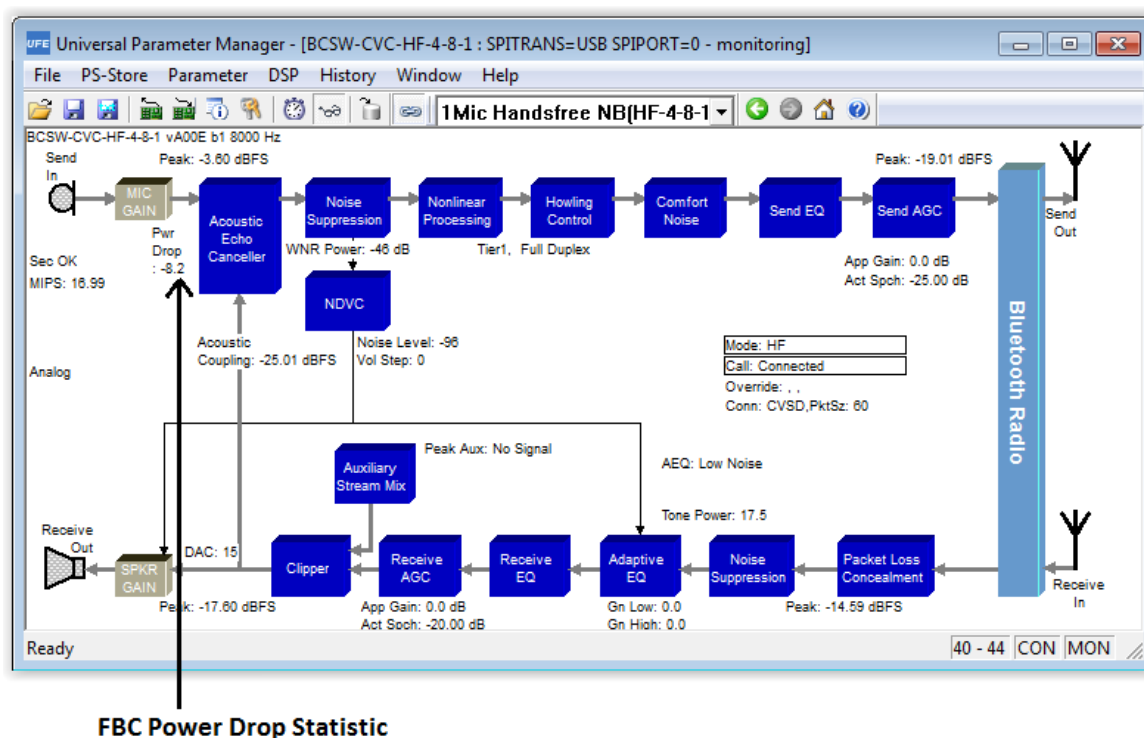 UFE Universal Parameter Manager - [BCSW-CVC-HF-4-8-1 : SPITRANS=USB SPIPORT=0 - monitoring]
File PS-Store Parameter DSP History Window Help
1Mic Handsfree NB(HF-4-8-1
BCSW-CVC-HF-4-8-1 vA00E b1 8000 Hz
Send
In
Peak: -3.60 dBFS
Peak: -19.01 dBFS
MIC
GAIN
Acoustic
Echo
Canceller
Noise
Suppression
Nonlinear
Processing
Howling
Control
Comfort
Noise
Send EQ
Send AGC
Send
Out
Pwr
Drop
: -8.2
WNR Power: -46 dB
Tier1, Full Duplex
Sec OK
MIPS: 16.99
App Gain: 0.0 dB
Act Spch: -25.00 dB
NDVC
Bluetooth Radio
Acoustic
Coupling: -25.01 dBFS
Noise Level: -96
Vol Step: 0
Mode: HF
Call: Connected
Override: , ,
Conn: CVSD,PktSz: 60
Analog
Peak Aux: No Signal
Auxiliary
Stream Mix
AEQ: Low Noise
Tone Power: 17.5
Receive
Out
DAC: 15
SPKR
GAIN
Clipper
Receive
AGC
Receive
EQ
Adaptive
EQ
Noise
Suppression
Packet Loss
Concealment
Receive
In
Peak: -17.60 dBFS
App Gain: 0.0 dB
Act Spch: -20.00 dB
Gn Low: 0.0
Gn High: 0.0
Peak: -14.59 dBFS
Ready
40 - 44 CON MON
FBC Power Drop Statistic